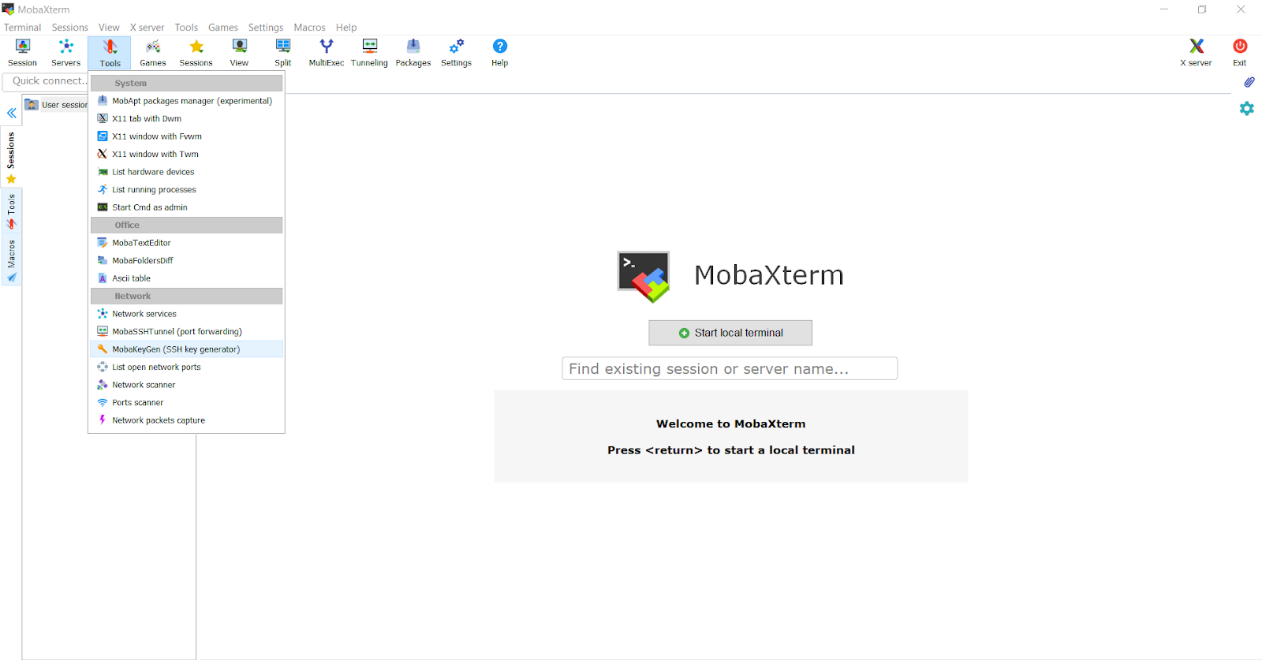 MobaXterm
Terminal Sessions View X server Tools Games Settings Macros Help
Session Servers Tools Games Sessions View Split MultiExec Tunneling Packages Settings Help X server Exit
Quick connect...
System
User session
MobApt packages manager (experimental)
X11 tab with Dwm
X11 window with Fvwm
X11 window with Twm
List hardware devices
List running processes
Start Cmd as admin
Office
MobaTextEditor
MobaFoldersDiff
Ascii table
Network
Network services
MobaSSHTunnel (port forwarding)
MobaKeyGen (SSH key generator)
List open network ports
Network scanner
Ports scanner
Network packets capture
Sessions
Tools
Macros
>_
MobaXterm
Start local terminal
Find existing session or server name...
Welcome to MobaXterm
Press <return> to start a local terminal